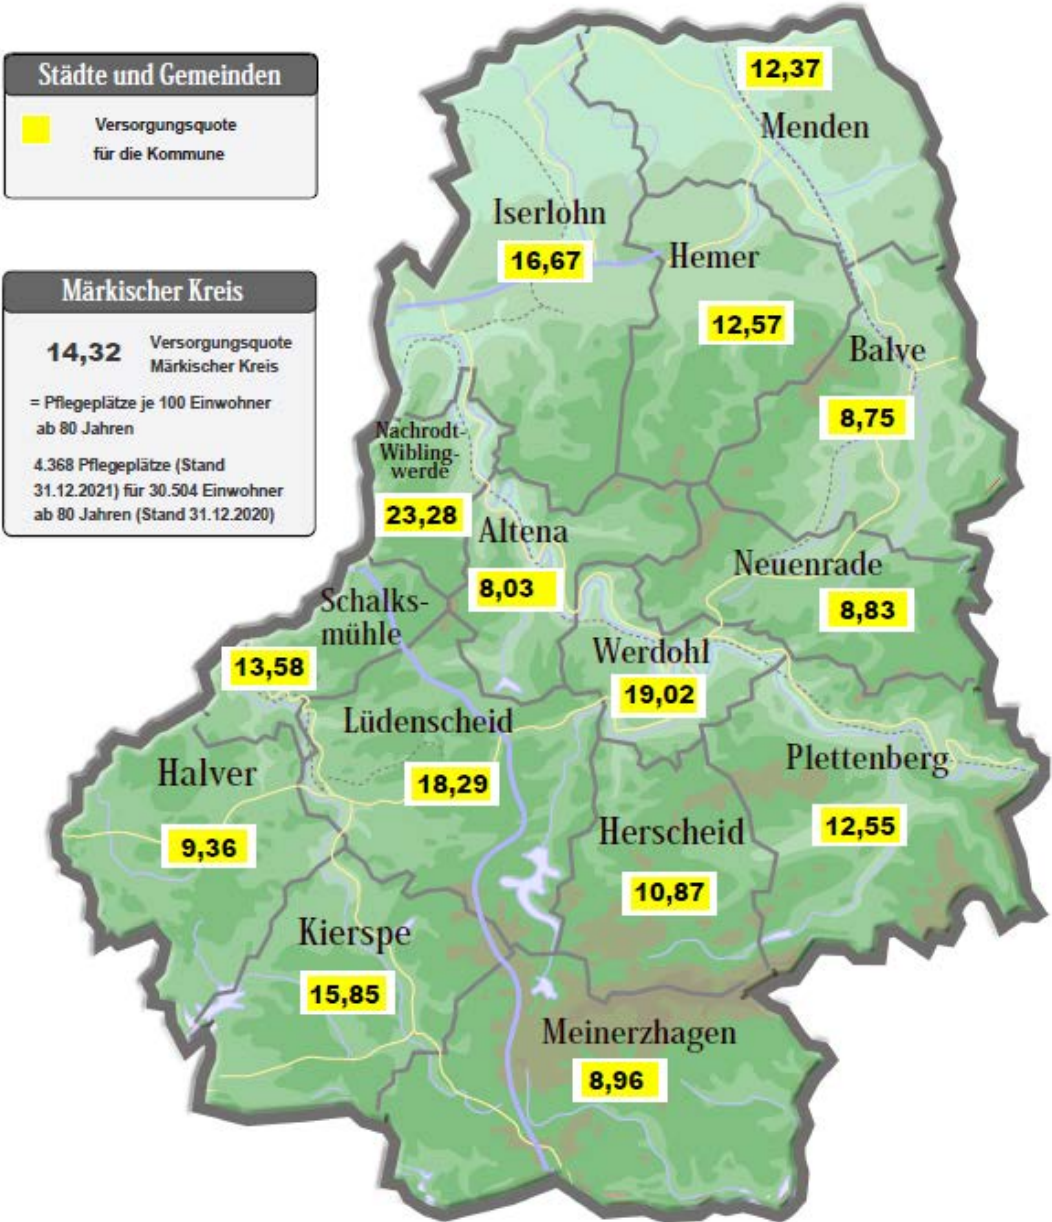 Städte und Gemeinden
Versorgungsquote
für die Kommune
Märkischer Kreis
14,32
Versorgungsquote
Märkischer Kreis
= Pflegeplätze je 100 Einwohner
ab 80 Jahren
4.368 Pflegeplätze (Stand
31.12.2021) für 30.504 Einwohner
ab 80 Jahren (Stand 31.12.2020)
12,37
Menden
Iserlohn
16,67
Hemer
12,57
Balve
8,75
Nachrodt-
Wibling-
werde
23,28
Altena
8,03
Neuenrade
8,83
Schalks-
mühle
13,58
Werdohl
19,02
Lüdenscheid
18,29
Plettenberg
12,55
Halver
9,36
Herscheid
10,87
Kierspe
15,85
Meinerzhagen
8,96